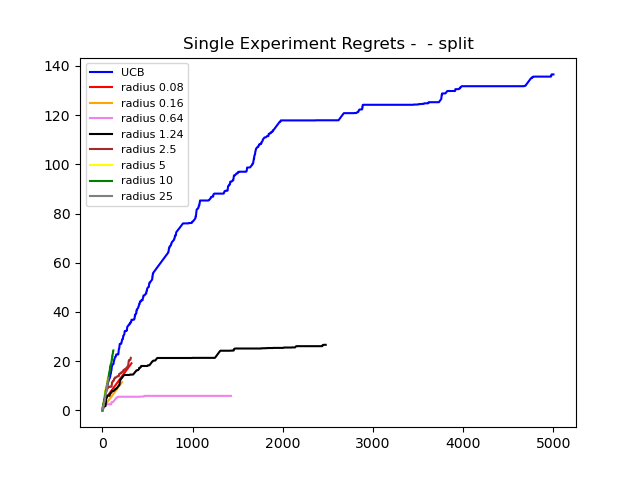 Single Experiment Regrets -  - split
140
120
100
80
60
40
20
0
UCB
radius 0.08
radius 0.16
radius 0.64
radius 1.24
radius 2.5
radius 5
radius 10
radius 25
0 1000 2000 3000 4000 5000